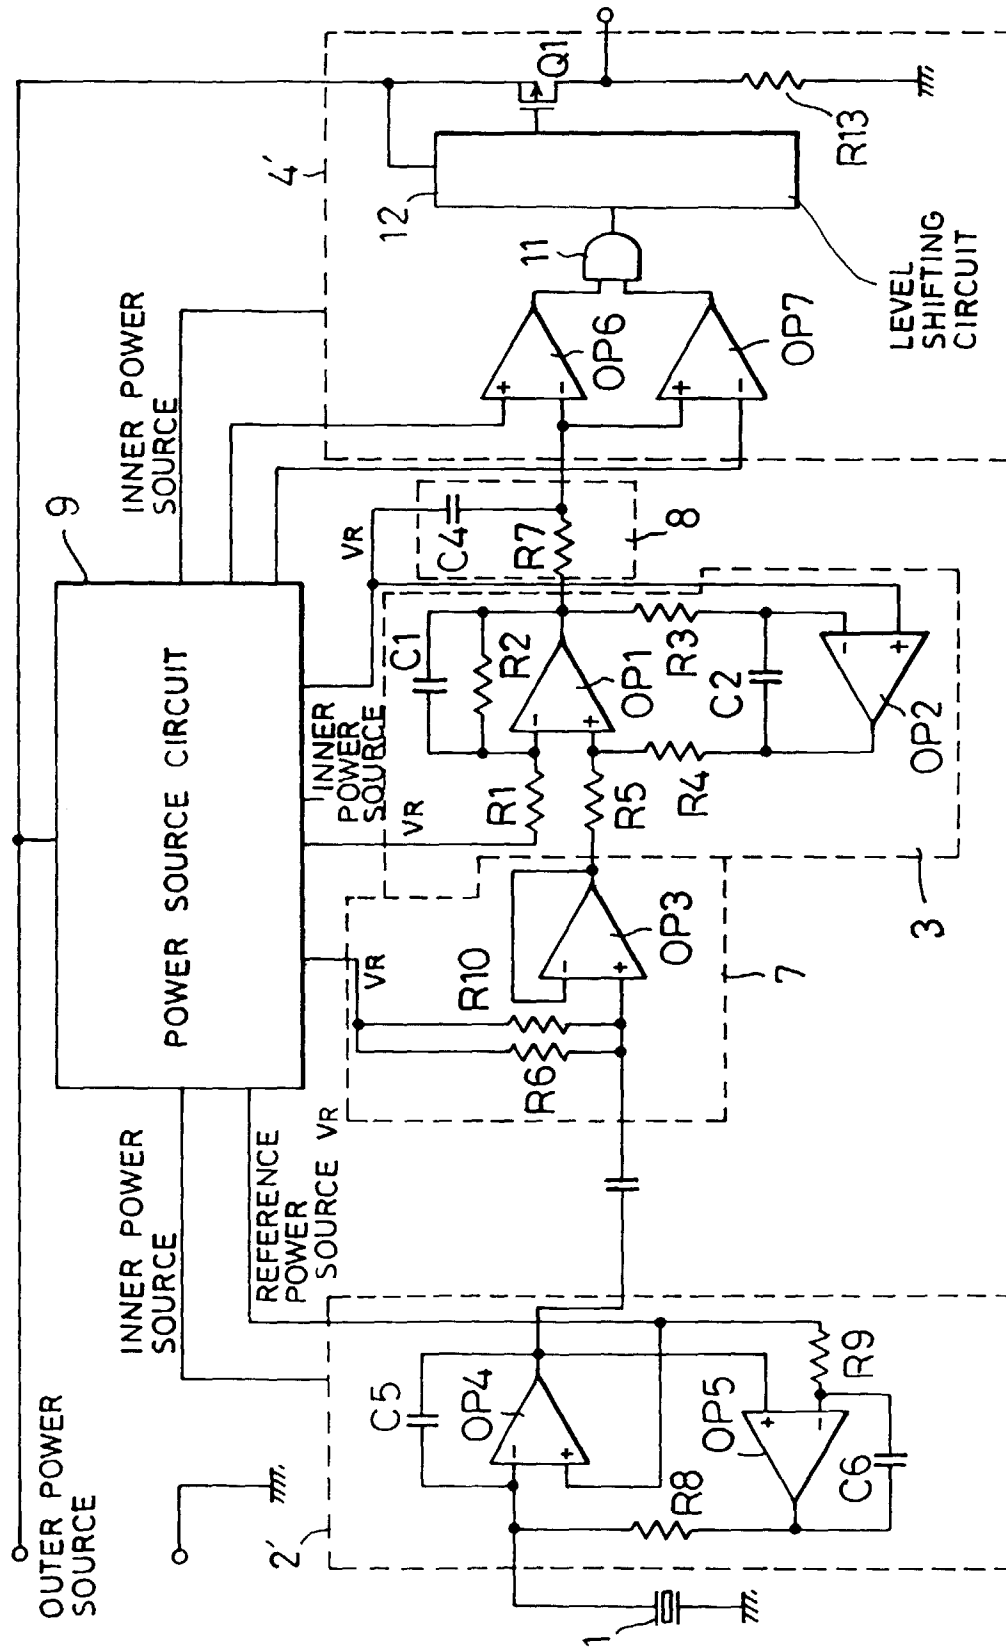 OUTER POWER
SOURCE
INNER POWER
SOURCE
REFERENCE
POWER
SOURCE VR
9
POWER SOURCE CIRCUIT
INNER POWER
SOURCE
VR
INNER
POWER
SOURCE
VR
VR
2'
C5
OP4
-
+
R8
OP5
+
-
R9
C6
1
R6
R10
-
+
OP3
7
R1
R5
C1
R2
-
+
OP1
R3
C2
R4
-
+
OP2
3
C4
R7
8
4'
+
-
OP6
+
-
OP7
11
12
LEVEL
SHIFTING
CIRCUIT
Q1
R13